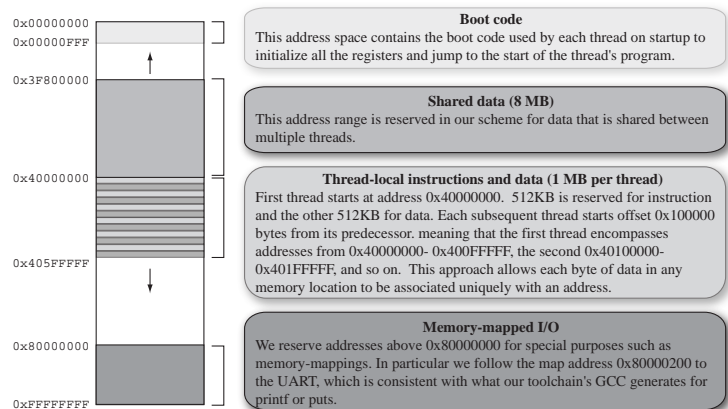 0x00000000
0x00000FFF
0x3F800000
0x40000000
0x405FFFFF
0x80000000
0xFFFFFFFF
Boot code
This address space contains the boot code used by each thread on startup to
initialize all the registers and jump to the start of the thread's program.
Shared data (8 MB)
This address range is reserved in our scheme for data that is shared between
multiple threads.
Thread-local instructions and data (1 MB per thread)
First thread starts at address 0x40000000. 512KB is reserved for instruction
and the other 512KB for data. Each subsequent thread starts offset 0x100000
bytes from its predecessor. meaning that the first thread encompasses
addresses from 0x40000000- 0x400FFFFF, the second 0x40100000-
0x401FFFFF, and so on. This approach allows each byte of data in any
memory location to be associated uniquely with an address.
Memory-mapped I/O
We reserve addresses above 0x80000000 for special purposes such as
memory-mappings. In particular we follow the map address 0x80000200 to
the UART, which is consistent with what our toolchain's GCC generates for
printf or puts.